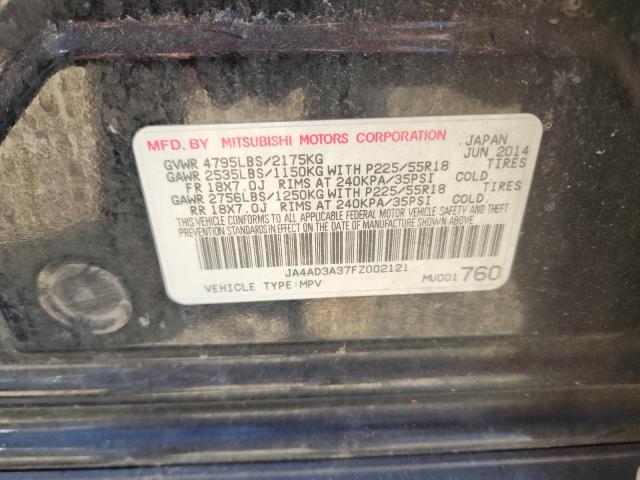 MFD. BY MITSUBISHI MOTORS CORPORATION JAPAN
GVWR 4795LBS/2175KG JUN 2014
GAWR 2535LBS/1150KG WITH P225/55R18 TIRES
FR 18X7.0J RIMS AT 240KPA/35PSI COLD.
GAWR 2756LBS/1250KG WITH P225/55R18 TIRES
RR 18X7.0J RIMS AT 240KPA/35PSI COLD.
THIS VEHICLE CONFORMS TO ALL APPLICABLE FEDERAL MOTOR VEHICLE SAFETY AND THEFT
PREVENTION STANDARDS IN EFFECT ON THE DATE OF MANUFACTURE SHOWN ABOVE.
JA4AD3A37FZ002121
VEHICLE TYPE:MPV MU001 760